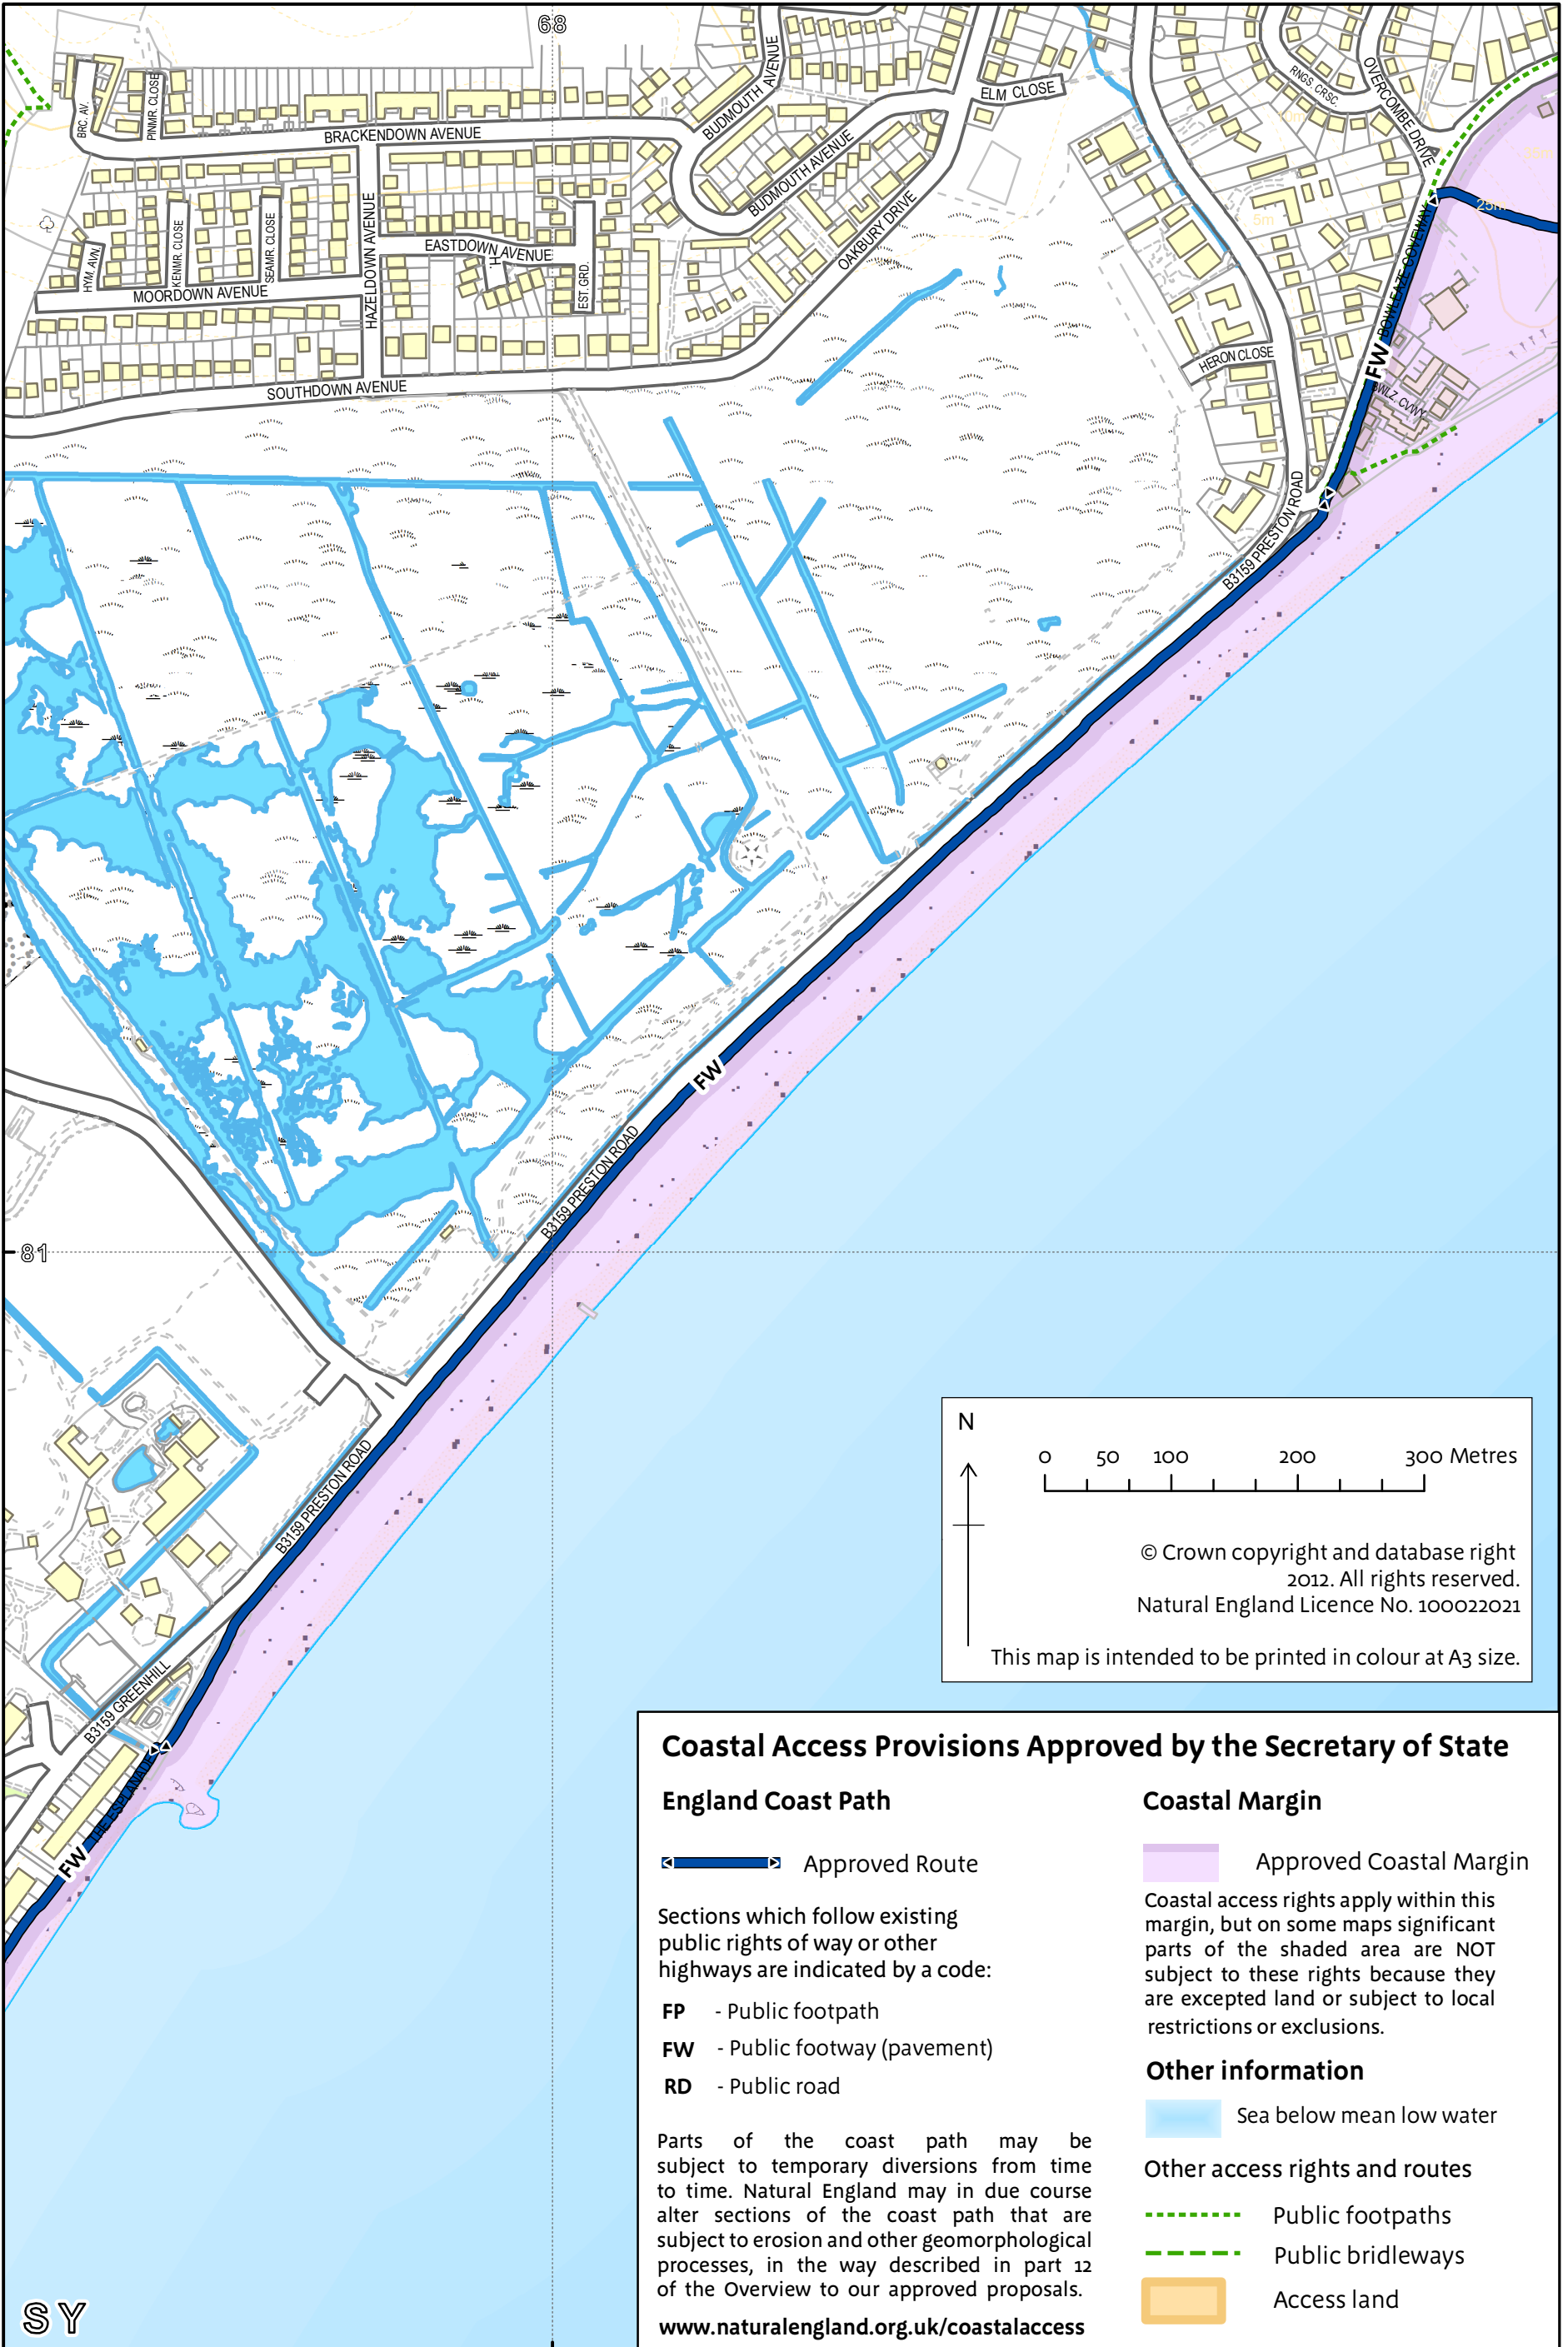 68
BRC. AV.
PINMR. CLOSE
BRACKENDOWN AVENUE
BUDMOUTH AVENUE
BUDMOUTH AVENUE
ELM CLOSE
RNGS. CRSC.
OVERCOMBE DRIVE
10m
35m
25m
5m
HYM. AVN.
KENMR. CLOSE
SEAMR. CLOSE
HAZELDOWN AVENUE
EASTDOWN AVENUE
H.
EST. GRD.
OAKBURY DRIVE
MOORDOWN AVENUE
SOUTHDOWN AVENUE
HERON CLOSE
FW
BOWLEAZE COVEWAY
BWLZ. CVWY
B3159 PRESTON ROAD
FW
B3159 PRESTON ROAD
81
B3159 PRESTON ROAD
B3159 GREENHILL
THE ESPLANADE
FW
N
0 50 100 200 300 Metres
© Crown copyright and database right
2012. All rights reserved.
Natural England Licence No. 100022021
This map is intended to be printed in colour at A3 size.
Coastal Access Provisions Approved by the Secretary of State
England Coast Path
Approved Route
Sections which follow existing
public rights of way or other
highways are indicated by a code:
FP - Public footpath
FW - Public footway (pavement)
RD - Public road
Parts of the coast path may be
subject to temporary diversions from time
to time. Natural England may in due course
alter sections of the coast path that are
subject to erosion and other geomorphological
processes, in the way described in part 12
of the Overview to our approved proposals.
www.naturalengland.org.uk/coastalaccess
Coastal Margin
Approved Coastal Margin
Coastal access rights apply within this
margin, but on some maps significant
parts of the shaded area are NOT
subject to these rights because they
are excepted land or subject to local
restrictions or exclusions.
Other information
Sea below mean low water
Other access rights and routes
Public footpaths
Public bridleways
Access land
SY